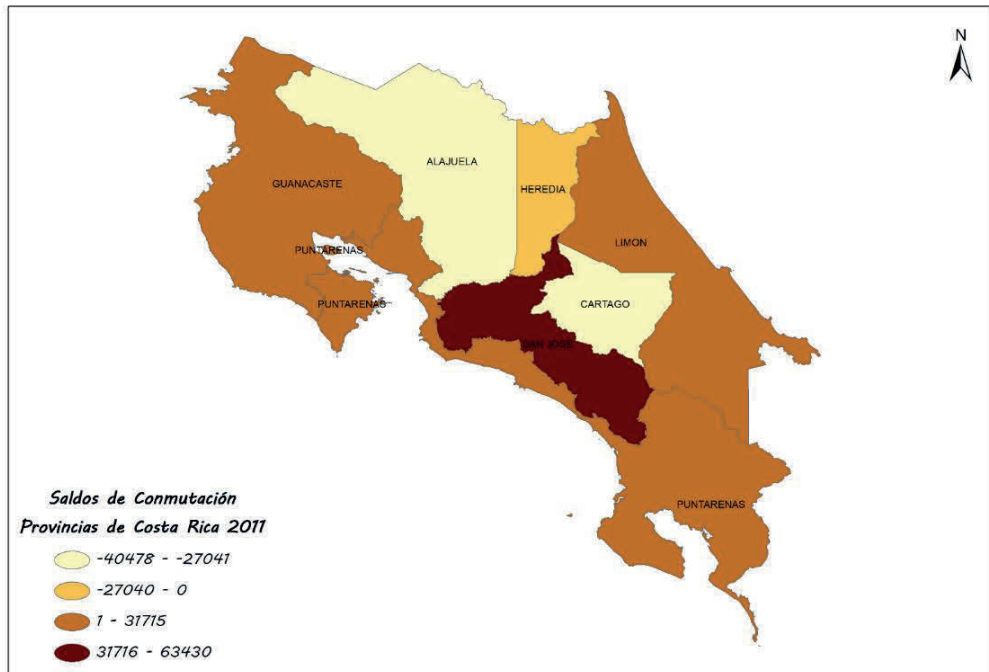 N
ALAJUELA
HEREDIA
GUANACASTE
LIMON
PUNTARENAS
PUNTARENAS
CARTAGO
SAN JOSE
PUNTARENAS
Saldos de Conmutación
Provincias de Costa Rica 2011
-40478 - -27041
-27040 - 0
1 - 31715
31716 - 63430